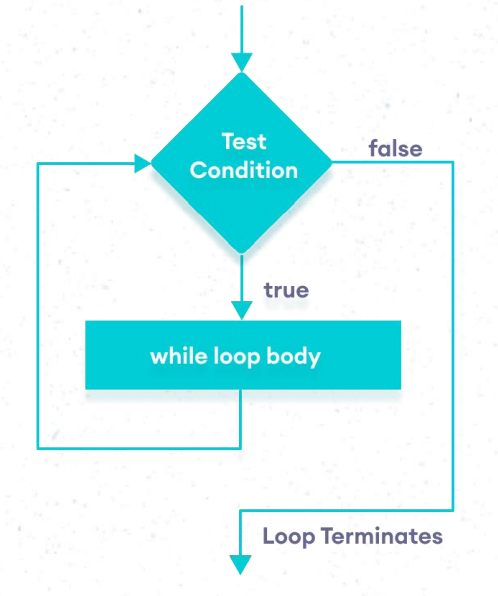 Test
Condition
false
true
while loop body
Loop Terminates